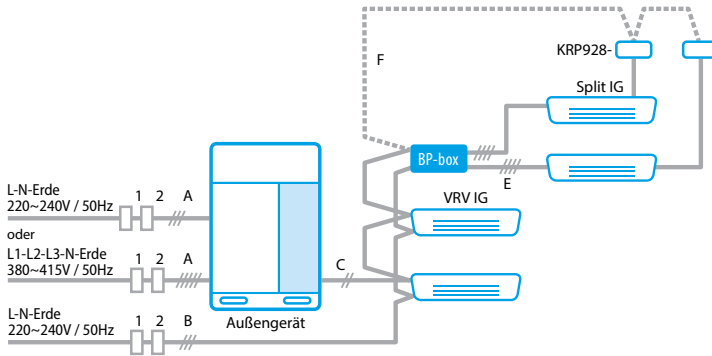 KRP928-
F
Split IG
BP-box
E
VRV IG
L-N-Erde
220~240V / 50Hz
1 2 A
oder
L1-L2-L3-N-Erde
380~415V / 50Hz
1 2 A
C
L-N-Erde
220~240V / 50Hz
1 2 B
Außengerät